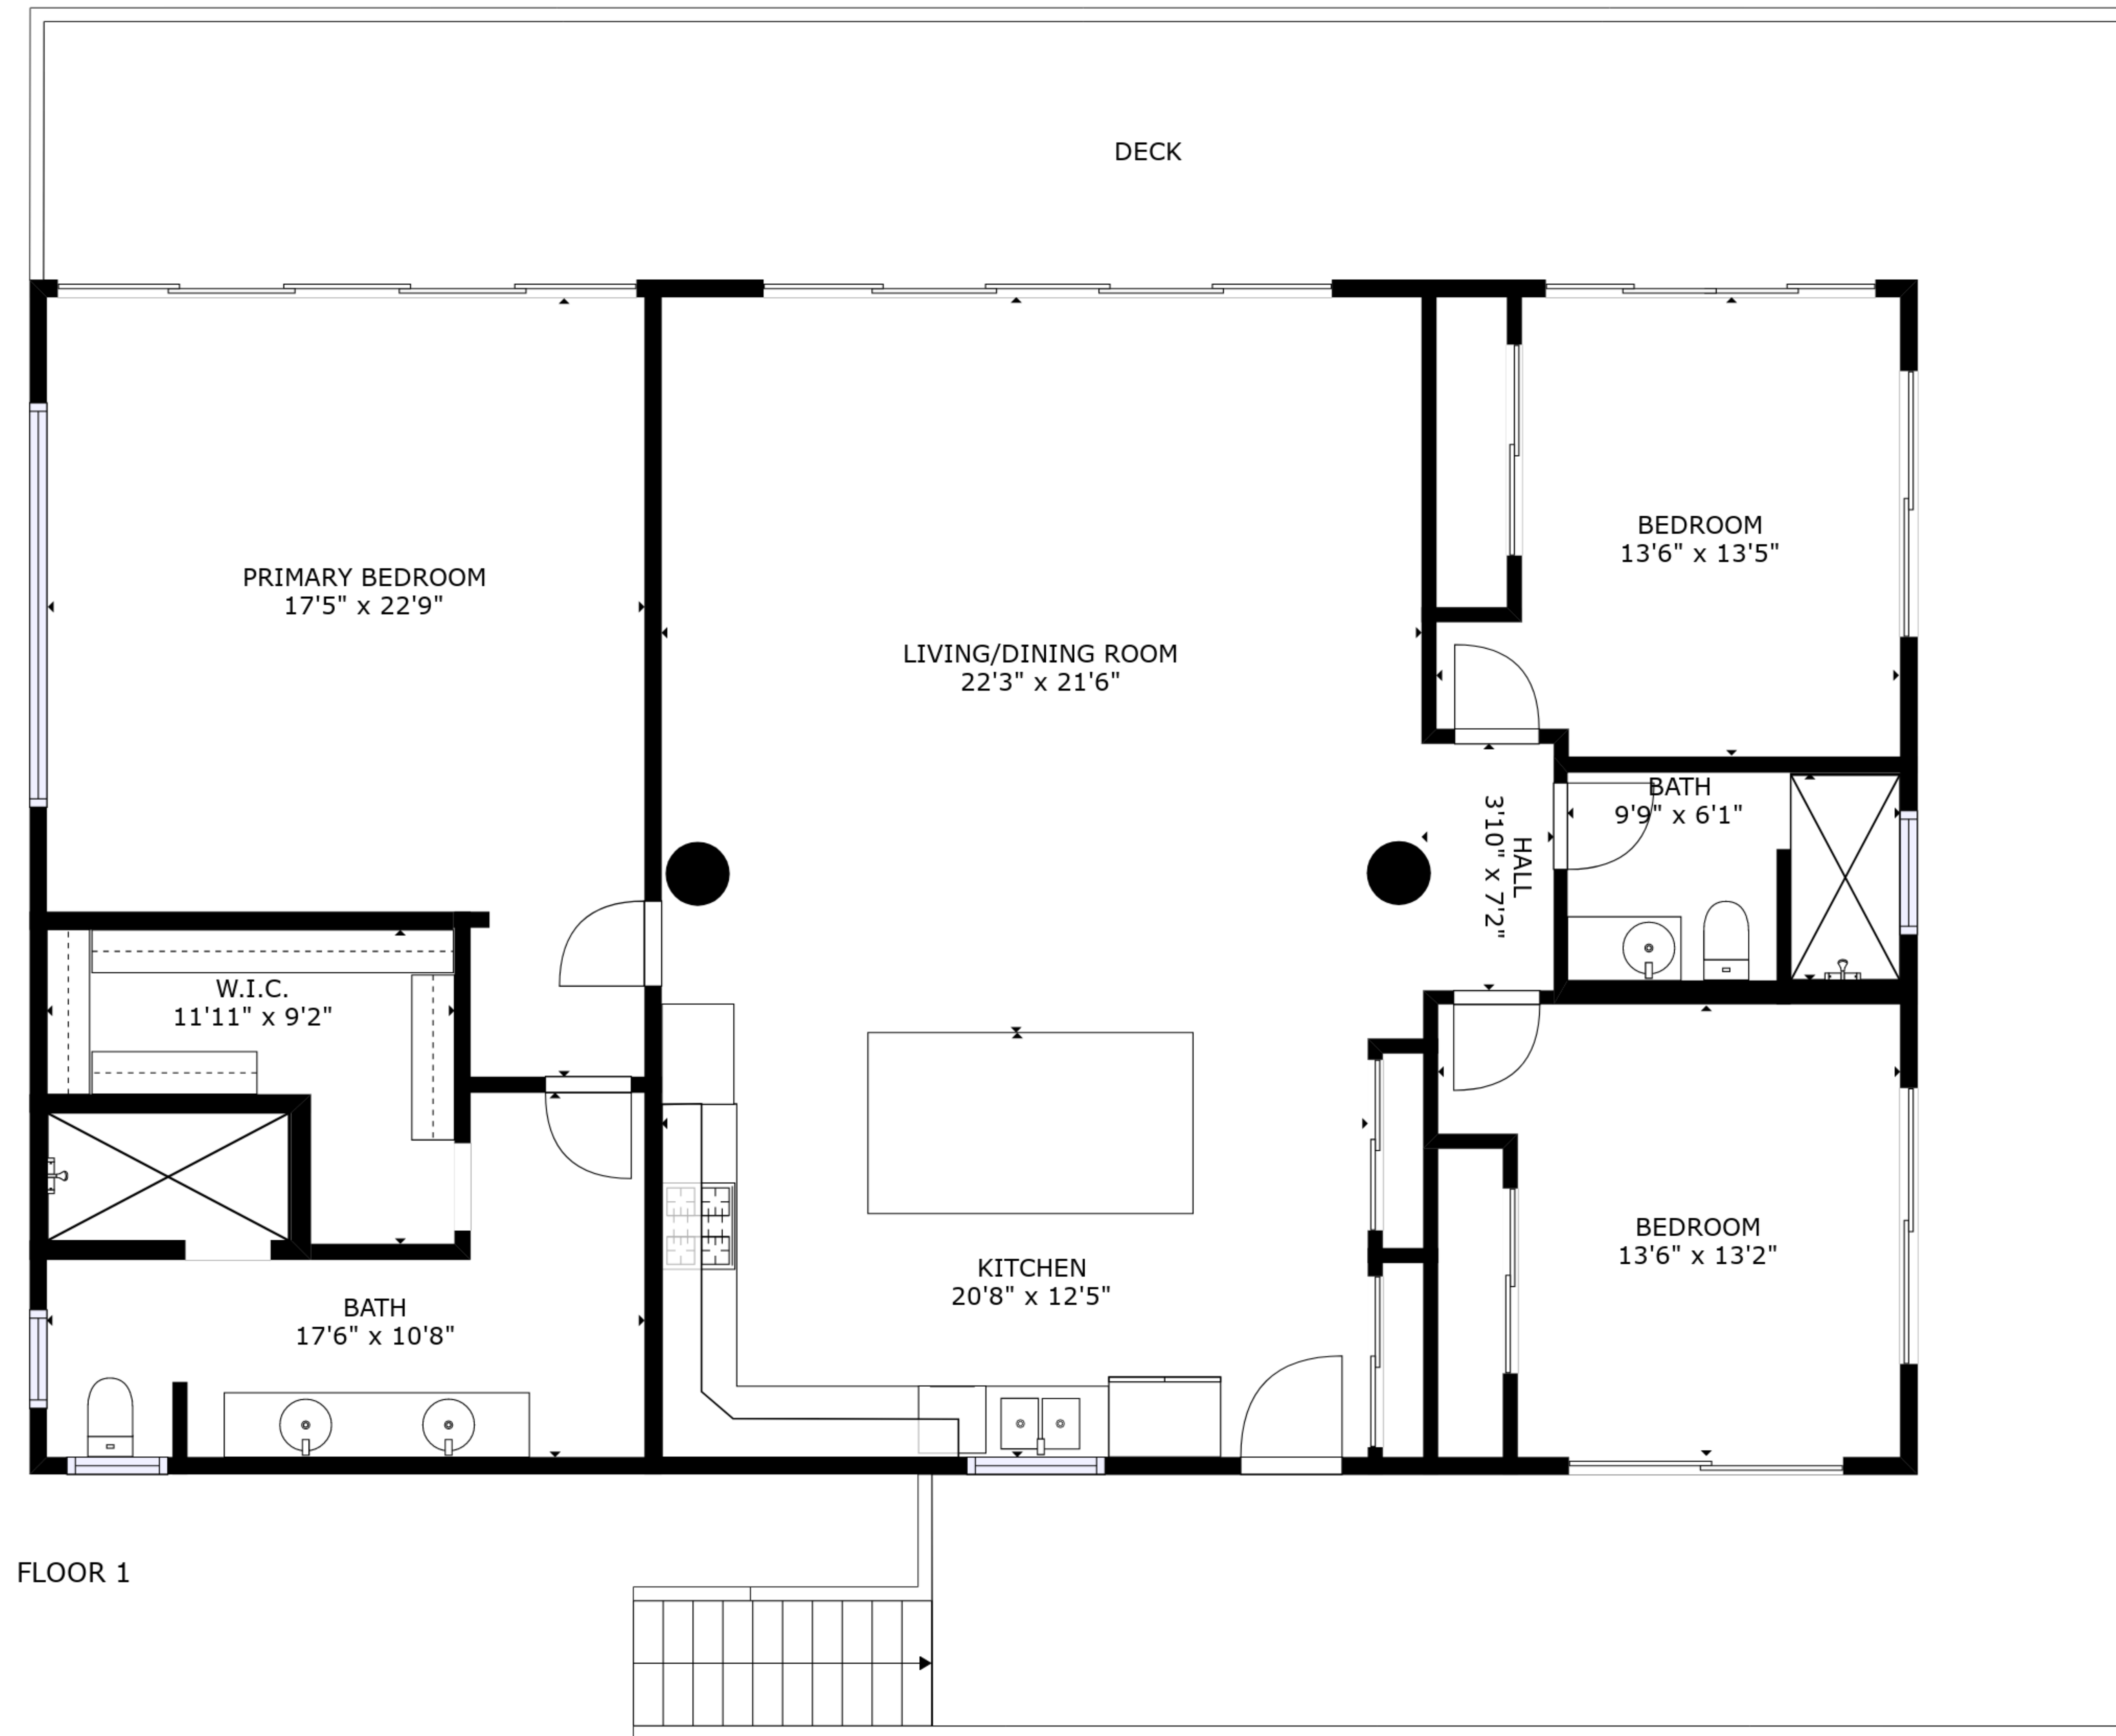 DECK
PRIMARY BEDROOM
17'5" x 22'9"
LIVING/DINING ROOM
22'3" x 21'6"
BEDROOM
13'6" x 13'5"
BATH
9'9" x 6'1"
HALL
3'10" x 7'2"
W.I.C.
11'11" x 9'2"
BEDROOM
13'6" x 13'2"
KITCHEN
20'8" x 12'5"
BATH
17'6" x 10'8"
FLOOR 1